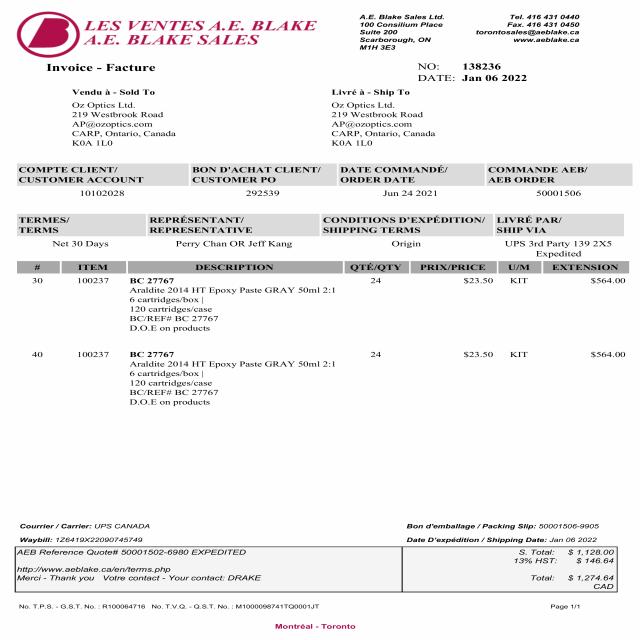 LES VENTES A.E. BLAKE
A.E. BLAKE SALES
A.E. Blake Sales Ltd.
100 Consilium Place
Suite 200
Scarborough, ON
M1H 3E3
Tel. 416 431 0440
Fax. 416 431 0450
torontosales@aeblake.ca
www.aeblake.ca
Invoice - Facture
NO: 138236
DATE: Jan 06 2022
Vendu à - Sold To
Oz Optics Ltd.
219 Westbrook Road
AP@ozoptics.com
CARP, Ontario, Canada
K0A 1L0
Livré à - Ship To
Oz Optics Ltd.
219 Westbrook Road
AP@ozoptics.com
CARP, Ontario, Canada
K0A 1L0
COMPTE CLIENT/ BON D'ACHAT CLIENT/ DATE COMMANDÉ/ COMMANDE AEB/
CUSTOMER ACCOUNT CUSTOMER PO ORDER DATE AEB ORDER
10102028 292539 Jun 24 2021 50001506
TERMES/ REPRÉSENTANT/ CONDITIONS D'EXPÉDITION/ LIVRÉ PAR/
TERMS REPRESENTATIVE SHIPPING TERMS SHIP VIA
Net 30 Days Perry Chan OR Jeff Kang Origin UPS 3rd Party 139 2X5
Expedited
# ITEM DESCRIPTION QTÉ/QTY PRIX/PRICE U/M EXTENSION
30 100237 BC 27767 24 $23.50 KIT $564.00
Araldite 2014 HT Epoxy Paste GRAY 50ml 2:1
6 cartridges/box |
120 cartridges/case
BC/REF# BC 27767
D.O.E on products
40 100237 BC 27767 24 $23.50 KIT $564.00
Araldite 2014 HT Epoxy Paste GRAY 50ml 2:1
6 cartridges/box |
120 cartridges/case
BC/REF# BC 27767
D.O.E on products
Courrier / Carrier: UPS CANADA Bon d'emballage / Packing Slip: 50001506-9905
Waybill: 1Z6419X22090745749 Date D'expédition / Shipping Date: Jan 06 2022
AEB Reference Quote# 50001502-6980 EXPEDITED S. Total: $ 1,128.00
13% HST: $ 146.64
http://www.aeblake.ca/en/terms.php
Merci - Thank you Votre contact - Your contact: DRAKE Total: $ 1,274.64
CAD
No. T.P.S. - G.S.T. No. : R100064716 No. T.V.Q. - Q.S.T. No. : M1000098741TQ0001JT Page 1/1
Montréal - Toronto